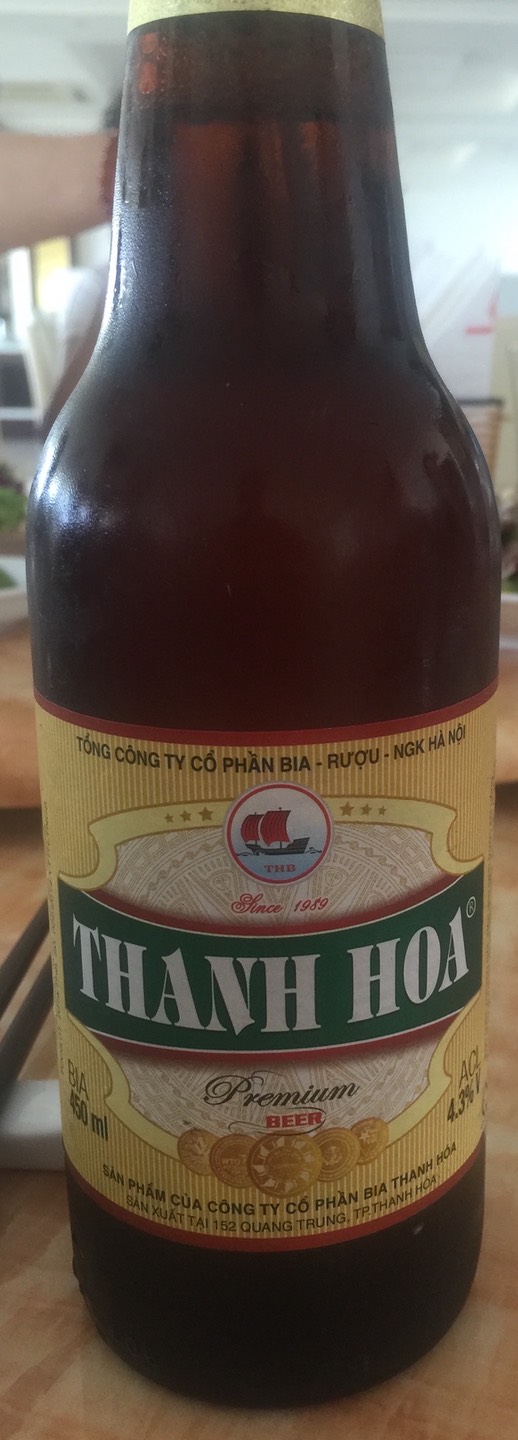 TỔNG CÔNG TY CỔ PHẦN BIA - RƯỢU - NGK HÀ NỘI
THB
Since 1989
THANH HOA®
Premium
BEER
BIA
450 ml
ACL
4.3% V
SẢN PHẨM CỦA CÔNG TY CỔ PHẦN BIA THANH HÓA
SẢN XUẤT TẠI 152 QUANG TRUNG, TP.THANH HÓA